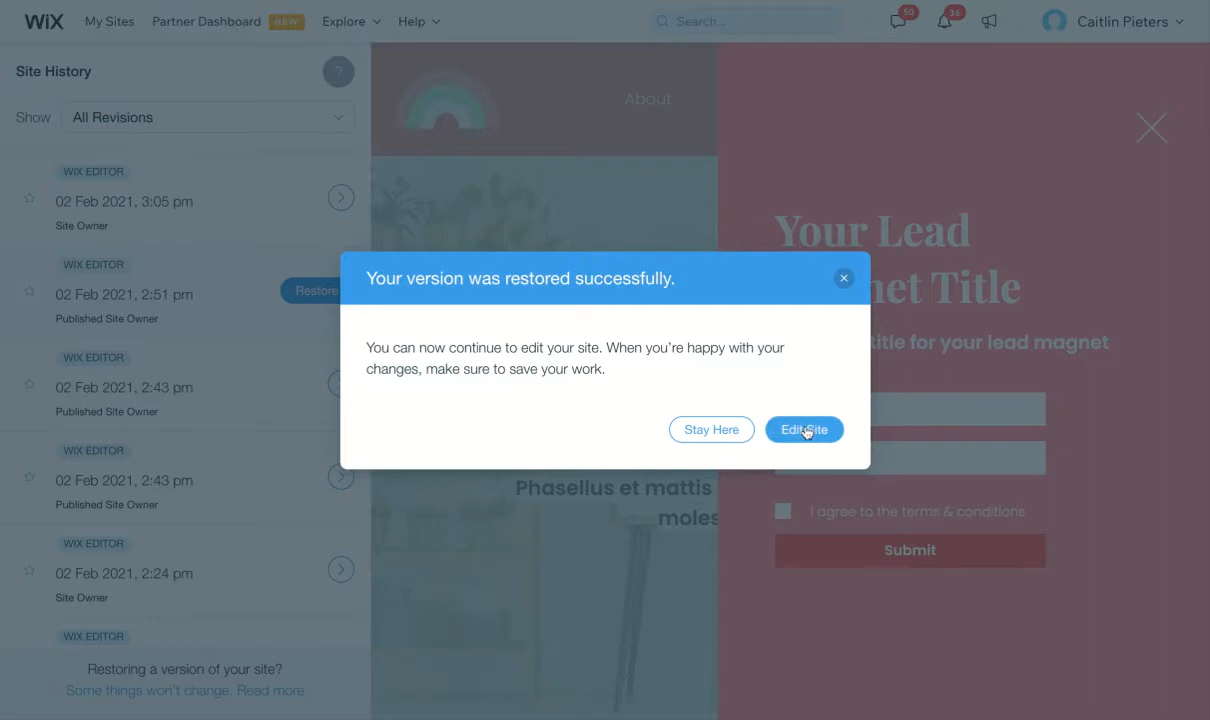 WiX
My Sites
Partner Dashboard
NEW
Explore
Help
Search...
50
36
Caitlin Pieters
Site History
?
Show
All Revisions
WIX EDITOR
02 Feb 2021, 3:05 pm
Site Owner
WIX EDITOR
02 Feb 2021, 2:51 pm
Published Site Owner
Restore
WIX EDITOR
02 Feb 2021, 2:43 pm
Published Site Owner
WIX EDITOR
02 Feb 2021, 2:43 pm
Published Site Owner
WIX EDITOR
02 Feb 2021, 2:24 pm
Site Owner
WIX EDITOR
Restoring a version of your site?
Some things won't change. Read more
About
Your Lead
net Title
title for your lead magnet
I agree to the terms & conditions
Submit
Phasellus et mattis
moles
Your version was restored successfully.
You can now continue to edit your site. When you're happy with your
changes, make sure to save your work.
Stay Here
Edit Site